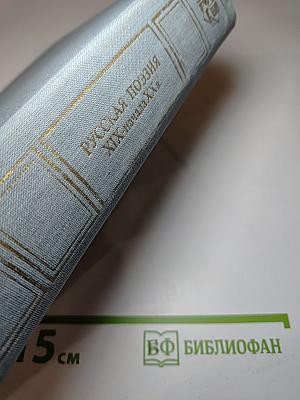 РУССКАЯ ПОЭЗИЯ
XIX-начала XX в.
15 см
БФ БИБЛИОФАН